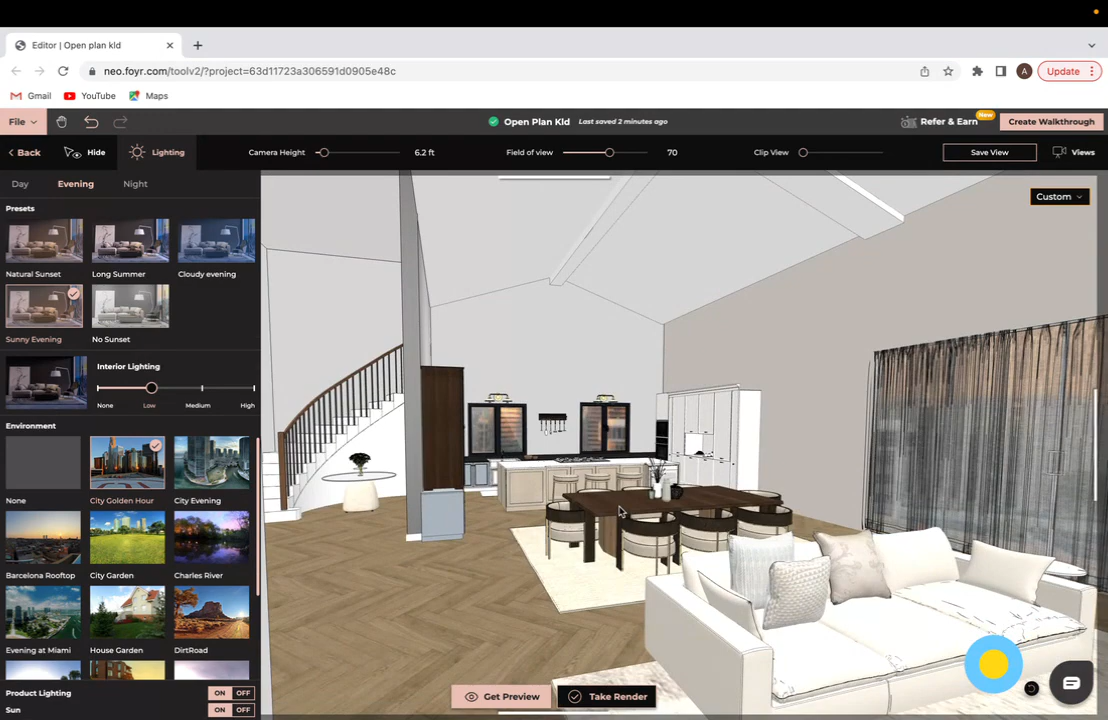 Editor | Open plan kld
neo.foyr.com/toolv2/?project=63d11723a306591d0905e48c
A
Update
Gmail
YouTube
Maps
File
Open Plan Kld
Last saved 2 minutes ago
Refer & Earn
New
Create Walkthrough
Back
Hide
Lighting
Camera Height
6.2 ft
Field of view
70
Clip View
Save View
Views
Day
Evening
Night
Custom
Presets
Natural Sunset
Long Summer
Cloudy evening
Sunny Evening
No Sunset
Interior Lighting
None
Low
Medium
High
Environment
None
City Golden Hour
City Evening
Barcelona Rooftop
City Garden
Charles River
Evening at Miami
House Garden
DirtRoad
Product Lighting
ON
OFF
Sun
ON
OFF
Get Preview
Take Render